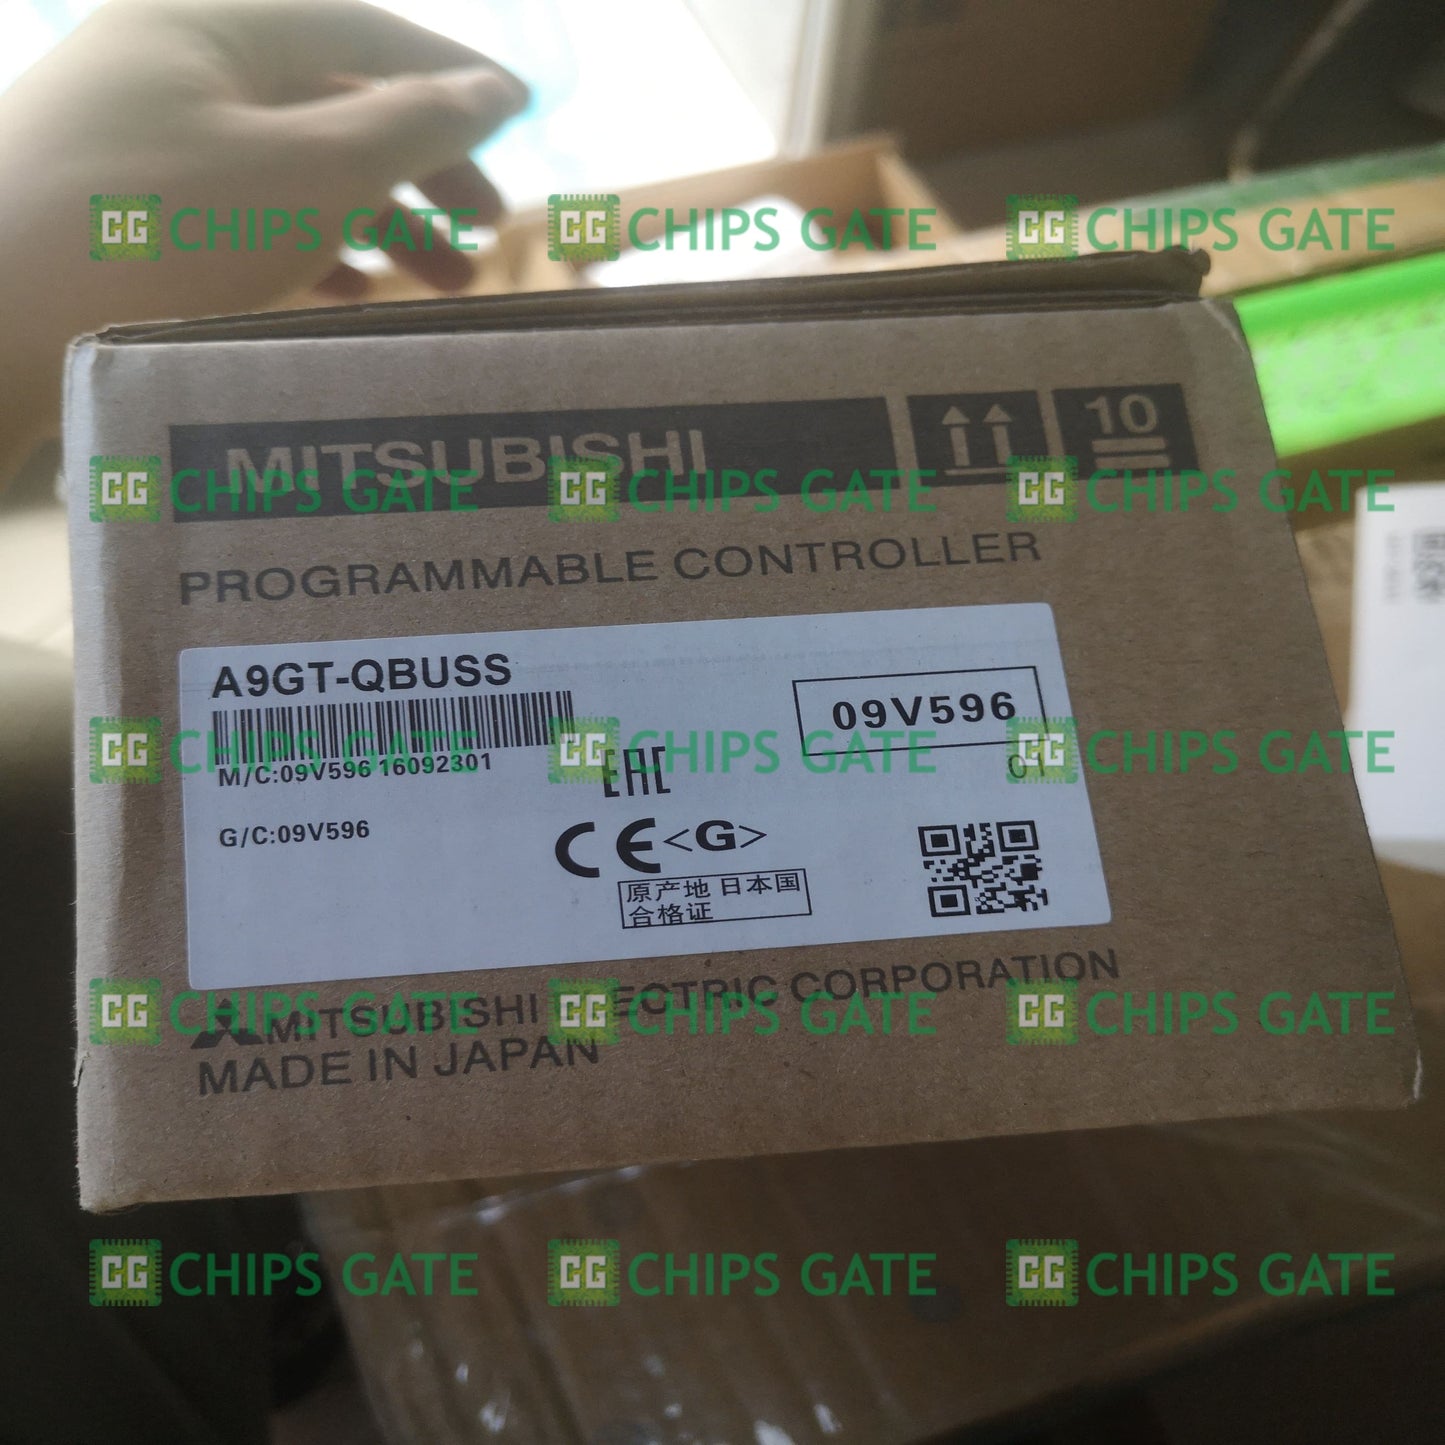 CG CHIPS GATE CG CHIPS GATE CG CHIPS GATE
MITSUBISHI
10
CG CHIPS GATE CG CHIPS GATE CG CHIPS GATE
PROGRAMMABLE CONTROLLER
A9GT-QBUSS
09V596
CG CHIPS GATE CG CHIPS GATE CG CHIPS GATE
M/C:09V596 16092301
EAC
01
G/C:09V596
CE <G>
原产地 日本国
合格证
MITSUBISHI ELECTRIC CORPORATION
CG CHIPS GATE CG CHIPS GATE CG CHIPS GATE
MADE IN JAPAN
CG CHIPS GATE CG CHIPS GATE CG CHIPS GATE